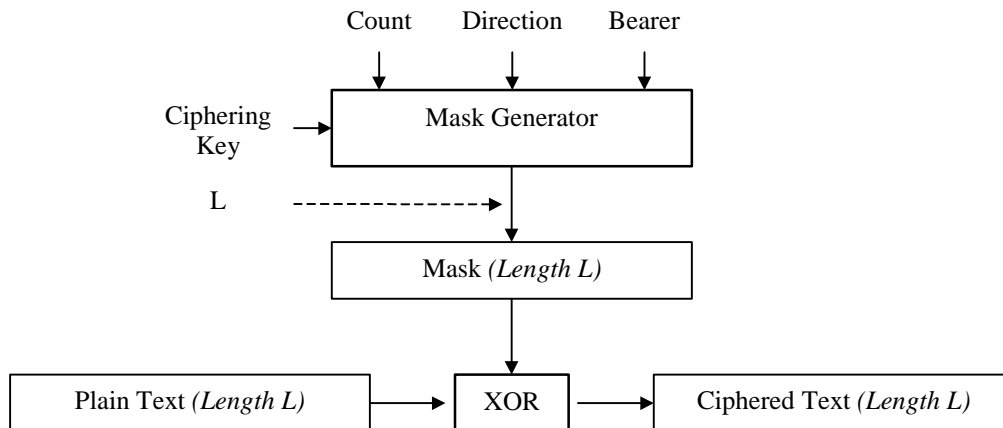 Count Direction Bearer
Mask Generator
Ciphering
Key
L
Mask (Length L)
Plain Text (Length L) XOR Ciphered Text (Length L)